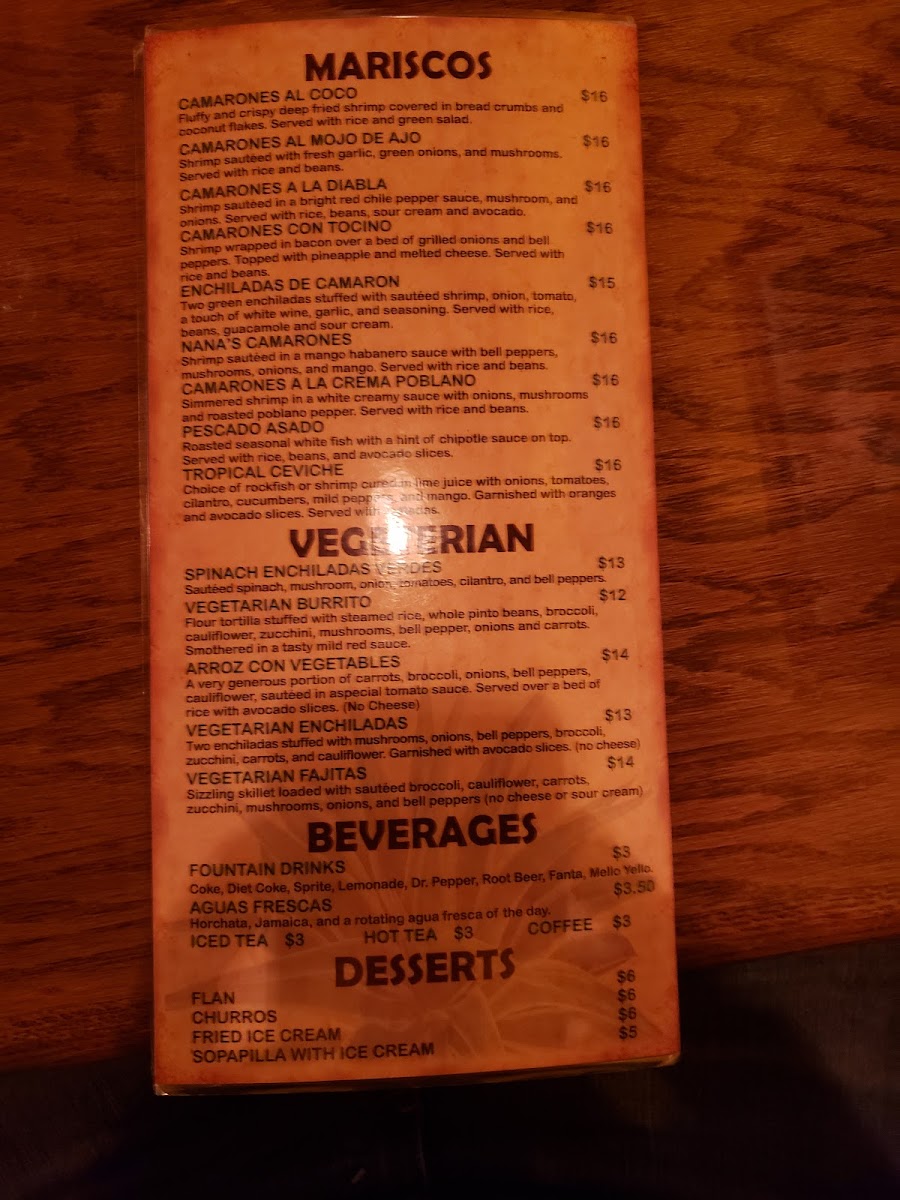 MARISCOS
CAMARONES AL COCO $16
Fluffy and crispy deep fried shrimp covered in bread crumbs and
coconut flakes. Served with rice and green salad.
CAMARONES AL MOJO DE AJO $16
Shrimp sautéed with fresh garlic, green onions, and mushrooms.
Served with rice and beans.
CAMARONES A LA DIABLA $16
Shrimp sautéed in a bright red chile pepper sauce, mushroom, and
onions. Served with rice, beans, sour cream and avocado.
CAMARONES CON TOCINO $16
Shrimp wrapped in bacon over a bed of grilled onions and bell
peppers. Topped with pineapple and melted cheese. Served with
rice and beans.
ENCHILADAS DE CAMARON $15
Two green enchiladas stuffed with sautéed shrimp, onion, tomato,
a touch of white wine, garlic, and seasoning. Served with rice,
beans, guacamole and sour cream.
NANA'S CAMARONES $16
Shrimp sautéed in a mango habanero sauce with bell peppers,
mushrooms, onions, and mango. Served with rice and beans.
CAMARONES A LA CREMA POBLANO $16
Simmered shrimp in a white creamy sauce with onions, mushrooms
and roasted poblano pepper. Served with rice and beans.
PESCADO ASADO $16
Roasted seasonal white fish with a hint of chipotle sauce on top.
Served with rice, beans, and avocado slices.
TROPICAL CEVICHE $16
Choice of rockfish or shrimp cured in lime juice with onions, tomatoes,
cilantro, cucumbers, mild peppers, and mango. Garnished with oranges
and avocado slices. Served with
VEGETERIAN
SPINACH ENCHILADAS VERDES $13
Sautéed spinach, mushroom, onion, tomatoes, cilantro, and bell peppers.
VEGETARIAN BURRITO $12
Flour tortilla stuffed with steamed rice, whole pinto beans, broccoli,
cauliflower, zucchini, mushrooms, bell pepper, onions and carrots.
Smothered in a tasty mild red sauce.
ARROZ CON VEGETABLES $14
A very generous portion of carrots, broccoli, onions, bell peppers,
cauliflower, sautéed in aspecial tomato sauce. Served over a bed of
rice with avocado slices. (No Cheese)
VEGETARIAN ENCHILADAS $13
Two enchiladas stuffed with mushrooms, onions, bell peppers, broccoli,
zucchini, carrots, and cauliflower. Garnished with avocado slices. (no cheese)
VEGETARIAN FAJITAS $14
Sizzling skillet loaded with sautéed broccoli, cauliflower, carrots,
zucchini, mushrooms, onions, and bell peppers (no cheese or sour cream)
BEVERAGES
FOUNTAIN DRINKS $3
Coke, Diet Coke, Sprite, Lemonade, Dr. Pepper, Root Beer, Fanta, Mello Yello.
AGUAS FRESCAS $3.50
Horchata, Jamaica, and a rotating agua fresca of the day.
ICED TEA $3 HOT TEA $3 COFFEE $3
DESSERTS
FLAN $6
CHURROS $6
FRIED ICE CREAM $6
SOPAPILLA WITH ICE CREAM $5